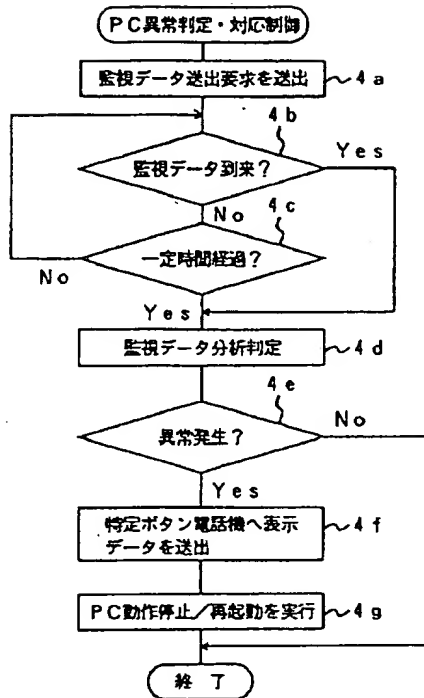 PC異常判定・対応制御
監視データ送出要求を送出
4a
4b
監視データ到来?
Yes
No
4c
一定時間経過?
No
Yes
監視データ分析判定
4d
4e
異常発生?
No
Yes
特定ボタン電話機へ表示
データを送出
4f
PC動作停止/再起動を実行
4g
終了